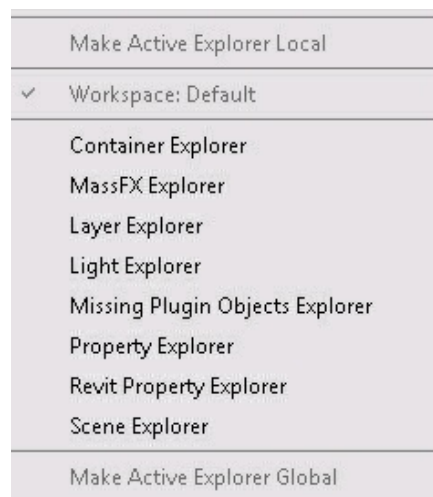 Make Active Explorer Local
Workspace: Default
Container Explorer
MassFX Explorer
Layer Explorer
Light Explorer
Missing Plugin Objects Explorer
Property Explorer
Revit Property Explorer
Scene Explorer
Make Active Explorer Global